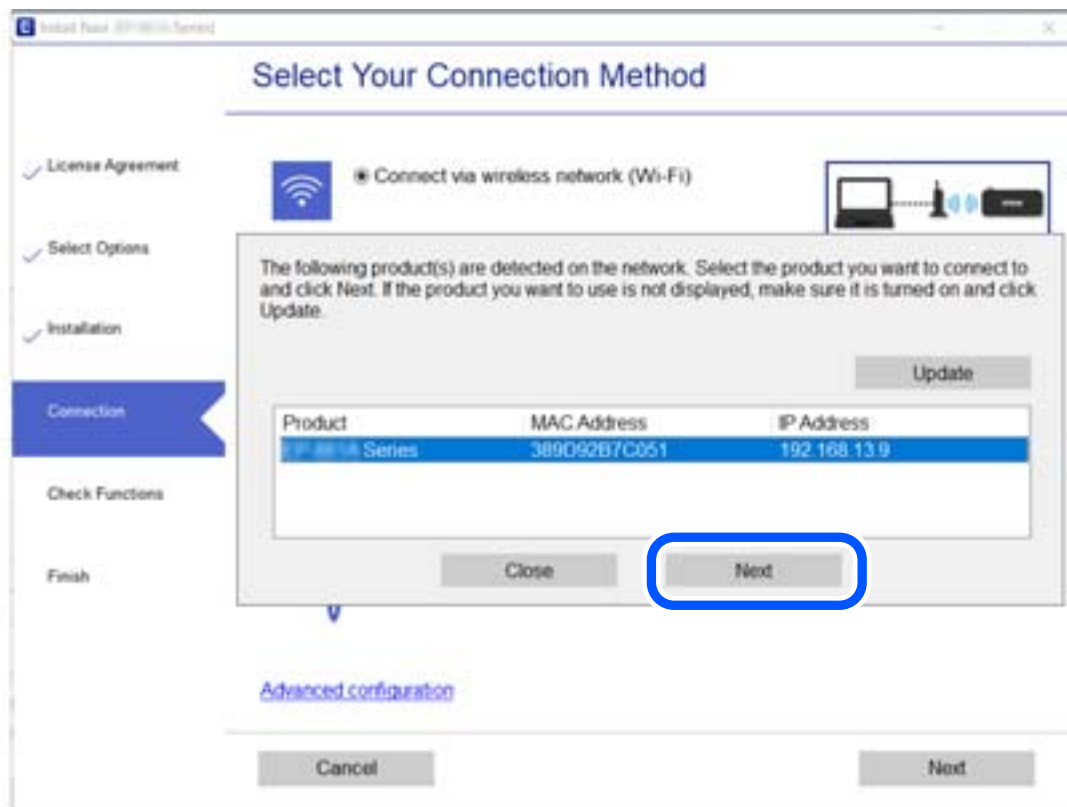 Install Navi
Series]
Select Your Connection Method
License Agreement
Connect via wireless network (Wi-Fi)
Select Options
The following product(s) are detected on the network. Select the product you want to connect to
and click Next. If the product you want to use is not displayed, make sure it is turned on and click
Update.
Installation
Update
Connection
Product MAC Address IP Address
Series 389D92B7C051 192.168.13.9
Check Functions
Close Next
Finish
Advanced configuration
Cancel Next